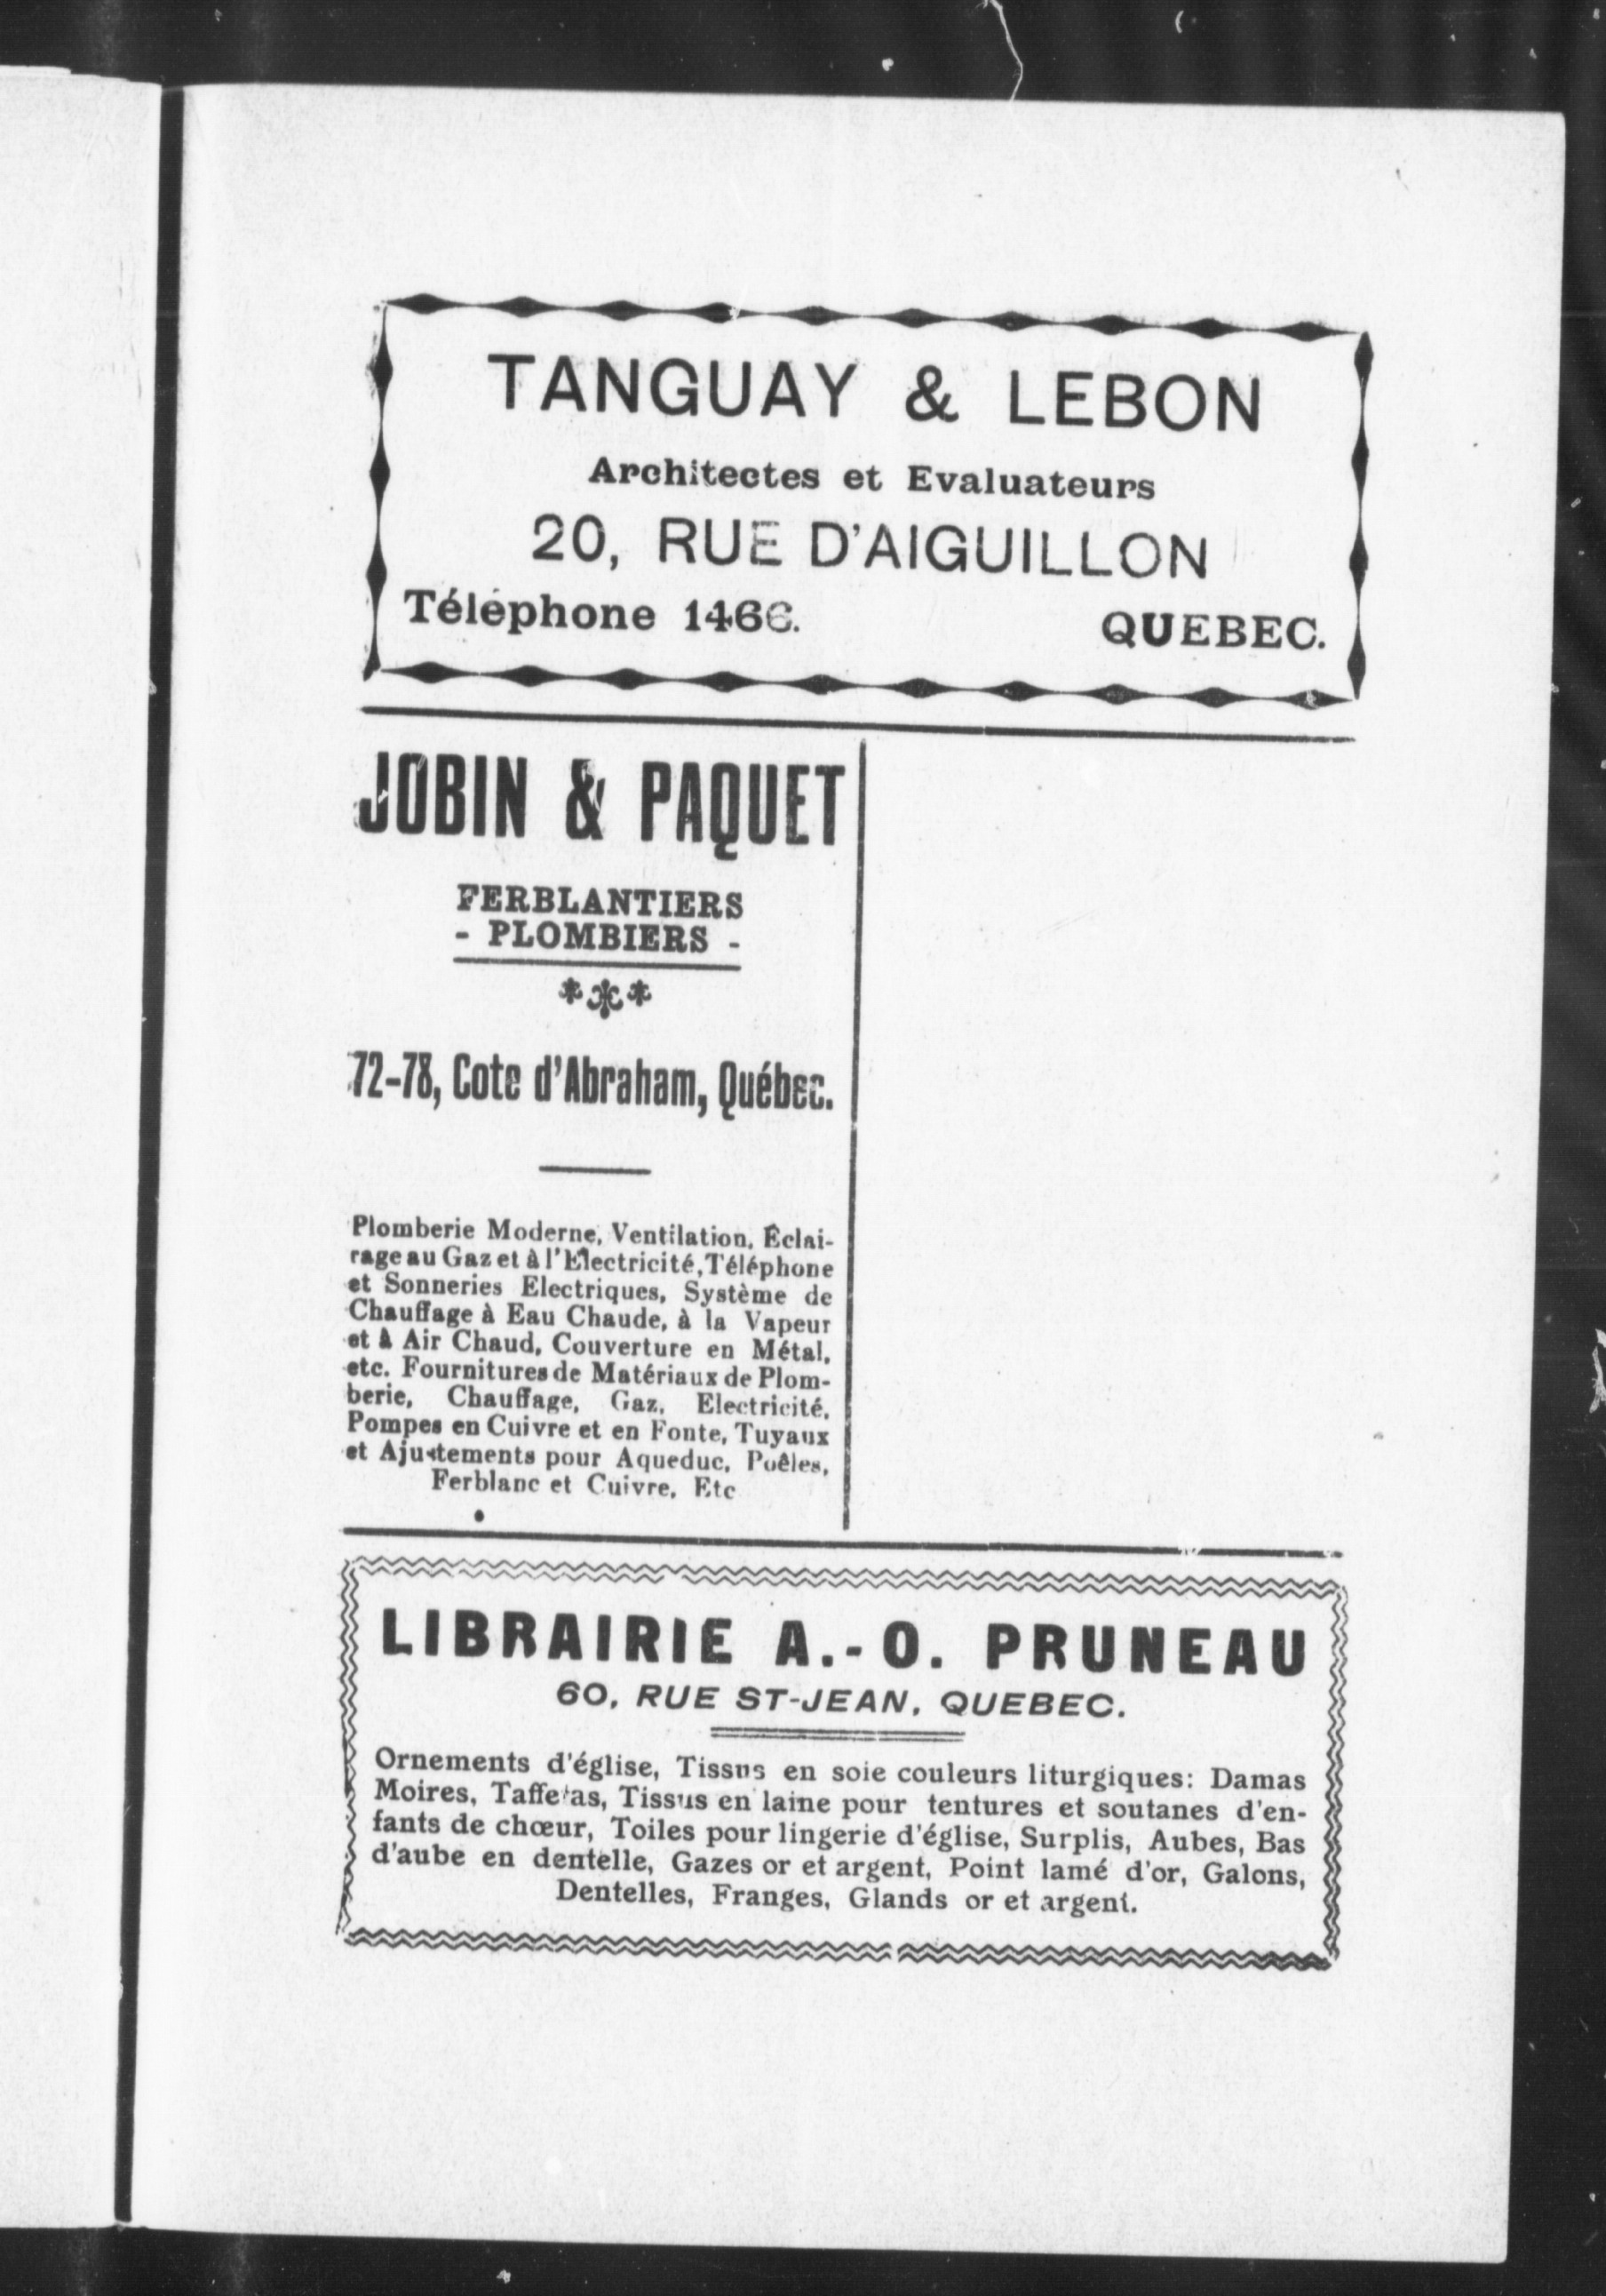 TANGUAY & LEBON
Architectes et Evaluateurs
20, RUE D'AIGUILLON
Téléphone 1466. QUEBEC.
JOBIN & PAQUET
FERBLANTIERS
- PLOMBIERS -
72-78, Cote d'Abraham, Québec.
Plomberie Moderne, Ventilation, Éclai-
rage au Gaz et à l'Électricité, Téléphone
et Sonneries Electriques, Système de
Chauffage à Eau Chaude, à la Vapeur
et à Air Chaud, Couverture en Métal,
etc. Fournitures de Matériaux de Plom-
berie, Chauffage, Gaz, Electricité,
Pompes en Cuivre et en Fonte, Tuyaux
et Ajustements pour Aqueduc, Poêles,
Ferblanc et Cuivre, Etc
LIBRAIRIE A.-O. PRUNEAU
60, RUE ST-JEAN, QUEBEC.
Ornements d'église, Tissus en soie couleurs liturgiques: Damas
Moires, Taffetas, Tissus en laine pour tentures et soutanes d'en-
fants de chœur, Toiles pour lingerie d'église, Surplis, Aubes, Bas
d'aube en dentelle, Gazes or et argent, Point lamé d'or, Galons,
Dentelles, Franges, Glands or et argent.